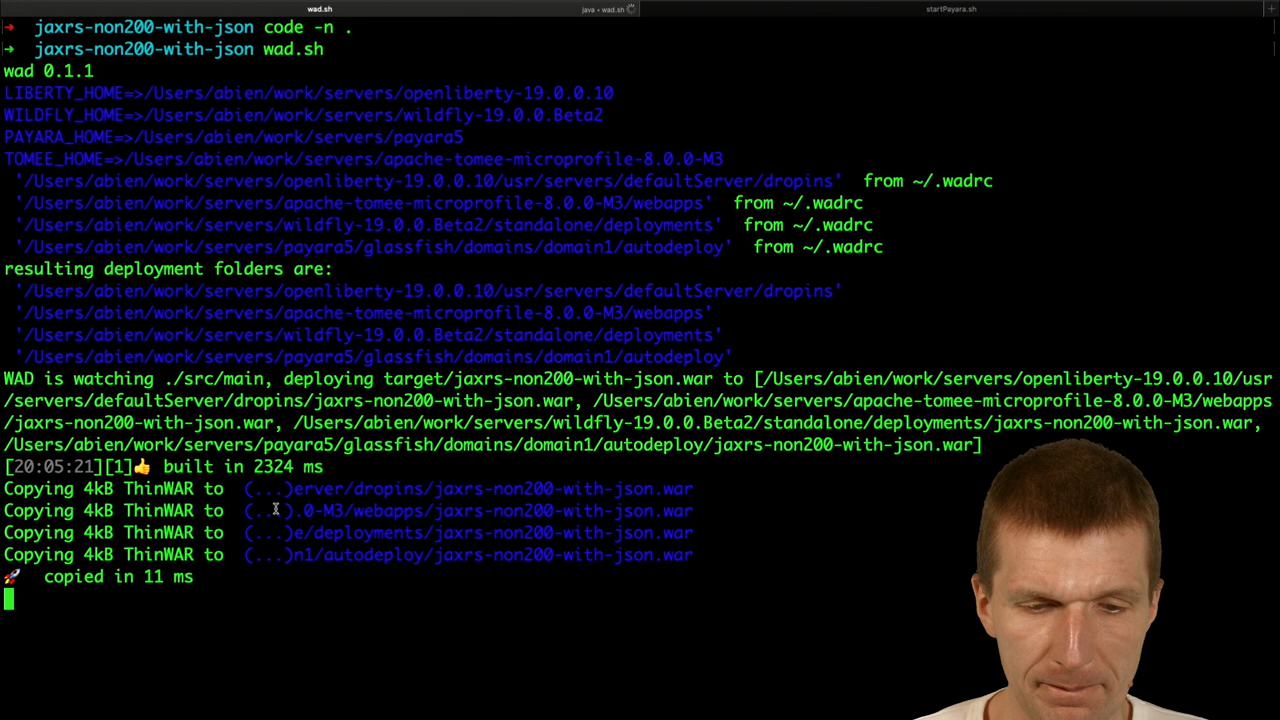 wad.sh
java • wad.sh
startPayara.sh
+
➜  jaxrs-non200-with-json code -n .
➜  jaxrs-non200-with-json wad.sh
wad 0.1.1
LIBERTY_HOME=>/Users/abien/work/servers/openliberty-19.0.0.10
WILDFLY_HOME=>/Users/abien/work/servers/wildfly-19.0.0.Beta2
PAYARA_HOME=>/Users/abien/work/servers/payara5
TOMEE_HOME=>/Users/abien/work/servers/apache-tomee-microprofile-8.0.0-M3
'/Users/abien/work/servers/openliberty-19.0.0.10/usr/servers/defaultServer/dropins'  from ~/.wadrc
'/Users/abien/work/servers/apache-tomee-microprofile-8.0.0-M3/webapps'  from ~/.wadrc
'/Users/abien/work/servers/wildfly-19.0.0.Beta2/standalone/deployments'  from ~/.wadrc
'/Users/abien/work/servers/payara5/glassfish/domains/domain1/autodeploy'  from ~/.wadrc
resulting deployment folders are:
'/Users/abien/work/servers/openliberty-19.0.0.10/usr/servers/defaultServer/dropins'
'/Users/abien/work/servers/apache-tomee-microprofile-8.0.0-M3/webapps'
'/Users/abien/work/servers/wildfly-19.0.0.Beta2/standalone/deployments'
'/Users/abien/work/servers/payara5/glassfish/domains/domain1/autodeploy'
WAD is watching ./src/main, deploying target/jaxrs-non200-with-json.war to [/Users/abien/work/servers/openliberty-19.0.0.10/usr
/servers/defaultServer/dropins/jaxrs-non200-with-json.war, /Users/abien/work/servers/apache-tomee-microprofile-8.0.0-M3/webapps
/jaxrs-non200-with-json.war, /Users/abien/work/servers/wildfly-19.0.0.Beta2/standalone/deployments/jaxrs-non200-with-json.war,
/Users/abien/work/servers/payara5/glassfish/domains/domain1/autodeploy/jaxrs-non200-with-json.war]
[20:05:21][1]👍 built in 2324 ms
Copying 4kB ThinWAR to  (...)erver/dropins/jaxrs-non200-with-json.war
Copying 4kB ThinWAR to  (...).0-M3/webapps/jaxrs-non200-with-json.war
Copying 4kB ThinWAR to  (...)e/deployments/jaxrs-non200-with-json.war
Copying 4kB ThinWAR to  (...)n1/autodeploy/jaxrs-non200-with-json.war
🚀  copied in 11 ms